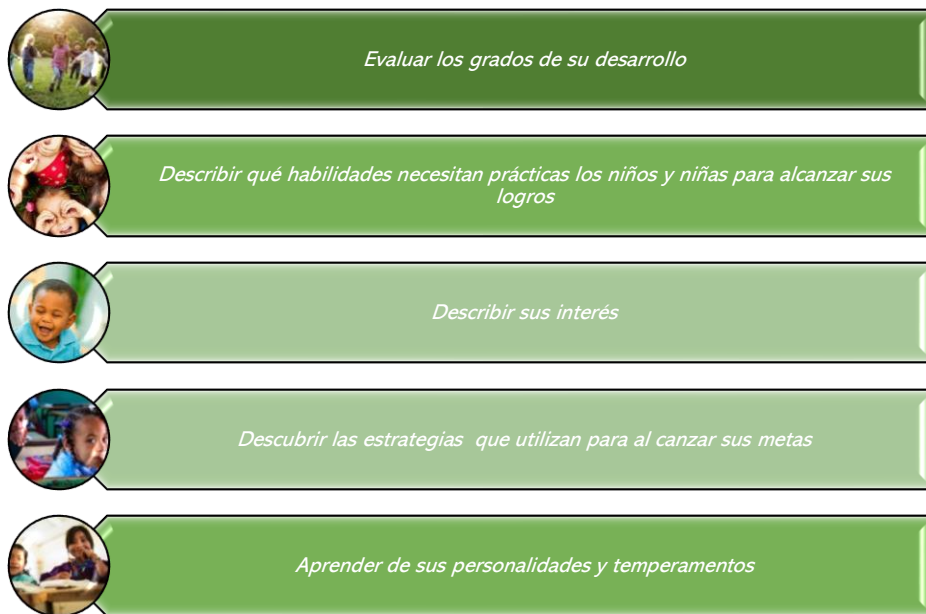 Evaluar los grados de su desarrollo
Describir qué habilidades necesitan prácticas los niños y niñas para alcanzar sus
logros
Describir sus interés
Descubrir las estrategias  que utilizan para al canzar sus metas
Aprender de sus personalidades y temperamentos